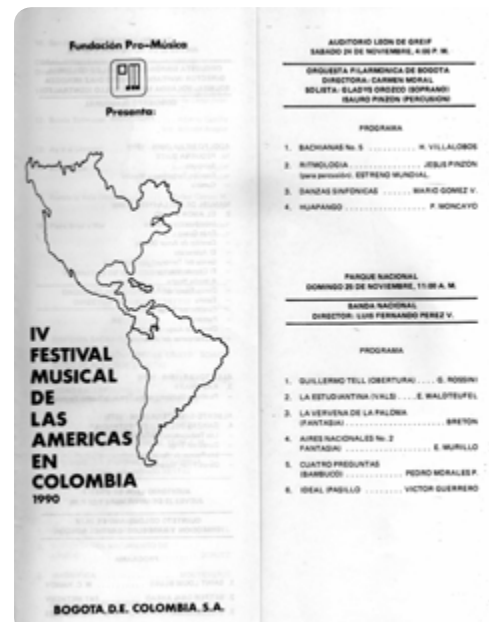 Fundación Pro-Música
Presenta:
IV
FESTIVAL
MUSICAL
DE
LAS
AMERICAS
EN
COLOMBIA
1990
BOGOTA, D.E. COLOMBIA, S.A.
AUDITORIO LEON DE GREIF
SABADO 24 DE NOVIEMBRE, 4:00 P. M.
ORQUESTA FILARMONICA DE BOGOTA
DIRECTORA: CARMEN MORAL
SOLISTA: GLADYS OROZCO (SOPRANO)
ISAURO PINZON (PERCUSION)
PROGRAMA
1. BACHIANAS No. 5 . . . . . . . . . . . H. VILLALOBOS
2. RITMOLOGIA . . . . . . . . . . . . . . JESUS PINZON
(para percusión). ESTRENO MUNDIAL.
3. DANZAS SINFONICAS . . . . . . MARIO GOMEZ V.
4. HUAPANGO . . . . . . . . . . . . . . . . P. MONCAYO
PARQUE NACIONAL
DOMINGO 25 DE NOVIEMBRE, 11:00 A. M.
BANDA NACIONAL
DIRECTOR: LUIS FERNANDO PEREZ V.
PROGRAMA
1. GUILLERMO TELL (OBERTURA) . . . . G. ROSSINI
2. LA ESTUDIANTINA (VALS) . . . . E. WALDTEUFEL
3. LA VERVENA DE LA PALOMA
(FANTASIA) . . . . . . . . . . . . . . . . . . . . BRETON
4. AIRES NACIONALES No. 2
FANTASIA) . . . . . . . . . . . . . . . . . . E. MURILLO
5. CUATRO PREGUNTAS
(BAMBUCO) . . . . . . . . . . . PEDRO MORALES P.
6. IDEAL (PASILLO . . . . . . . . . VICTOR GUERRERO